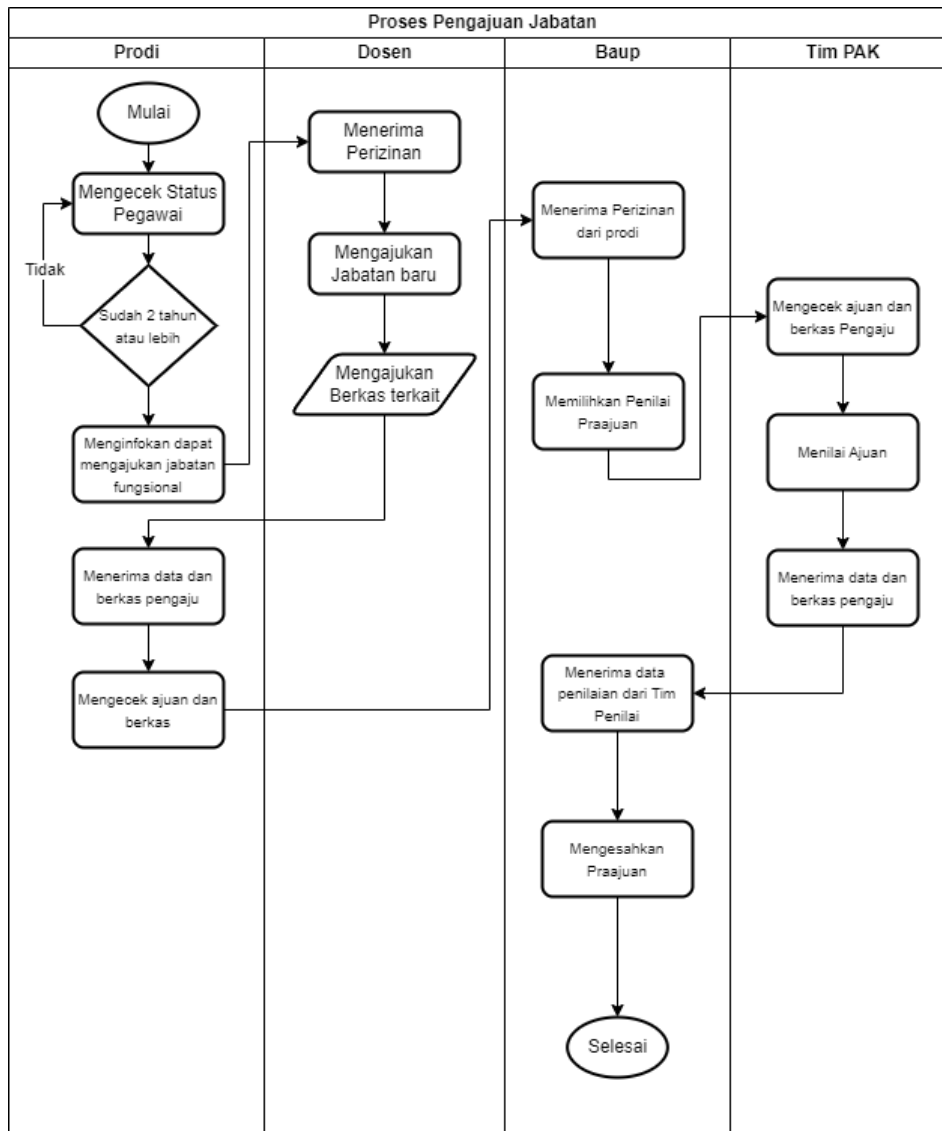 Proses Pengajuan Jabatan
Prodi
Dosen
Baup
Tim PAK
Mulai
Mengecek Status
Pegawai
Tidak
Sudah 2 tahun
atau lebih
Menginfokan dapat
mengajukan jabatan
fungsional
Menerima
Perizinan
Mengajukan
Jabatan baru
Mengajukan
Berkas terkait
Menerima data dan
berkas pengaju
Mengecek ajuan dan
berkas
Menerima Perizinan
dari prodi
Memilihkan Penilai
Praajuan
Mengecek ajuan dan
berkas Pengaju
Menilai Ajuan
Menerima data dan
berkas pengaju
Menerima data
penilaian dari Tim
Penilai
Mengesahkan
Praajuan
Selesai